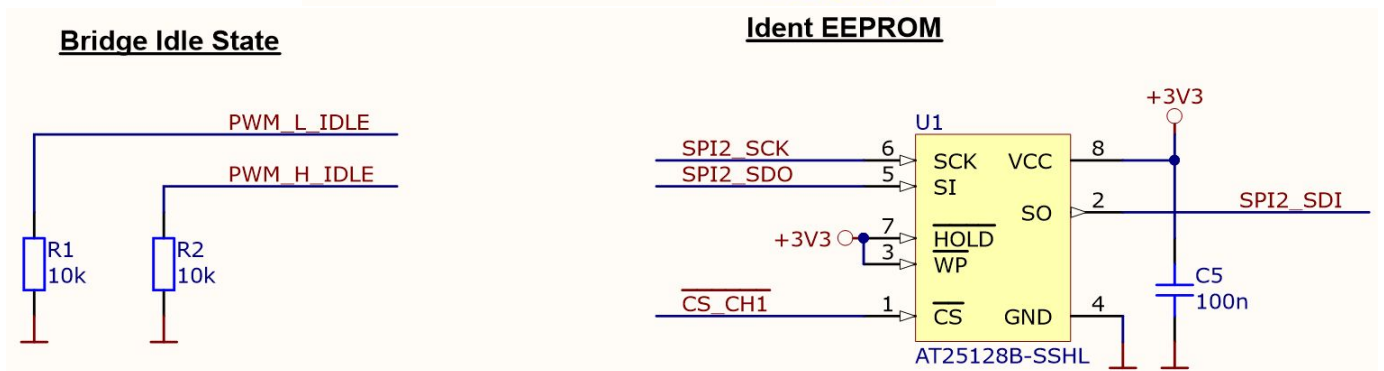 Bridge Idle State
PWM_L_IDLE
PWM_H_IDLE
R1
10k
R2
10k
Ident EEPROM
+3V3
U1
SPI2_SCK 6 SCK VCC 8
SPI2_SDO 5 SI
SO 2 SPI2_SDI
+3V3 7 HOLD
3 WP
C5
100n
CS_CH1 1 CS GND 4
AT25128B-SSHL